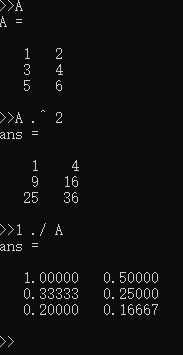 >>A
A =
1 2
3 4
5 6
>>A .^ 2
ans =
1 4
9 16
25 36
>>1 ./ A
ans =
1.00000 0.50000
0.33333 0.25000
0.20000 0.16667
>>